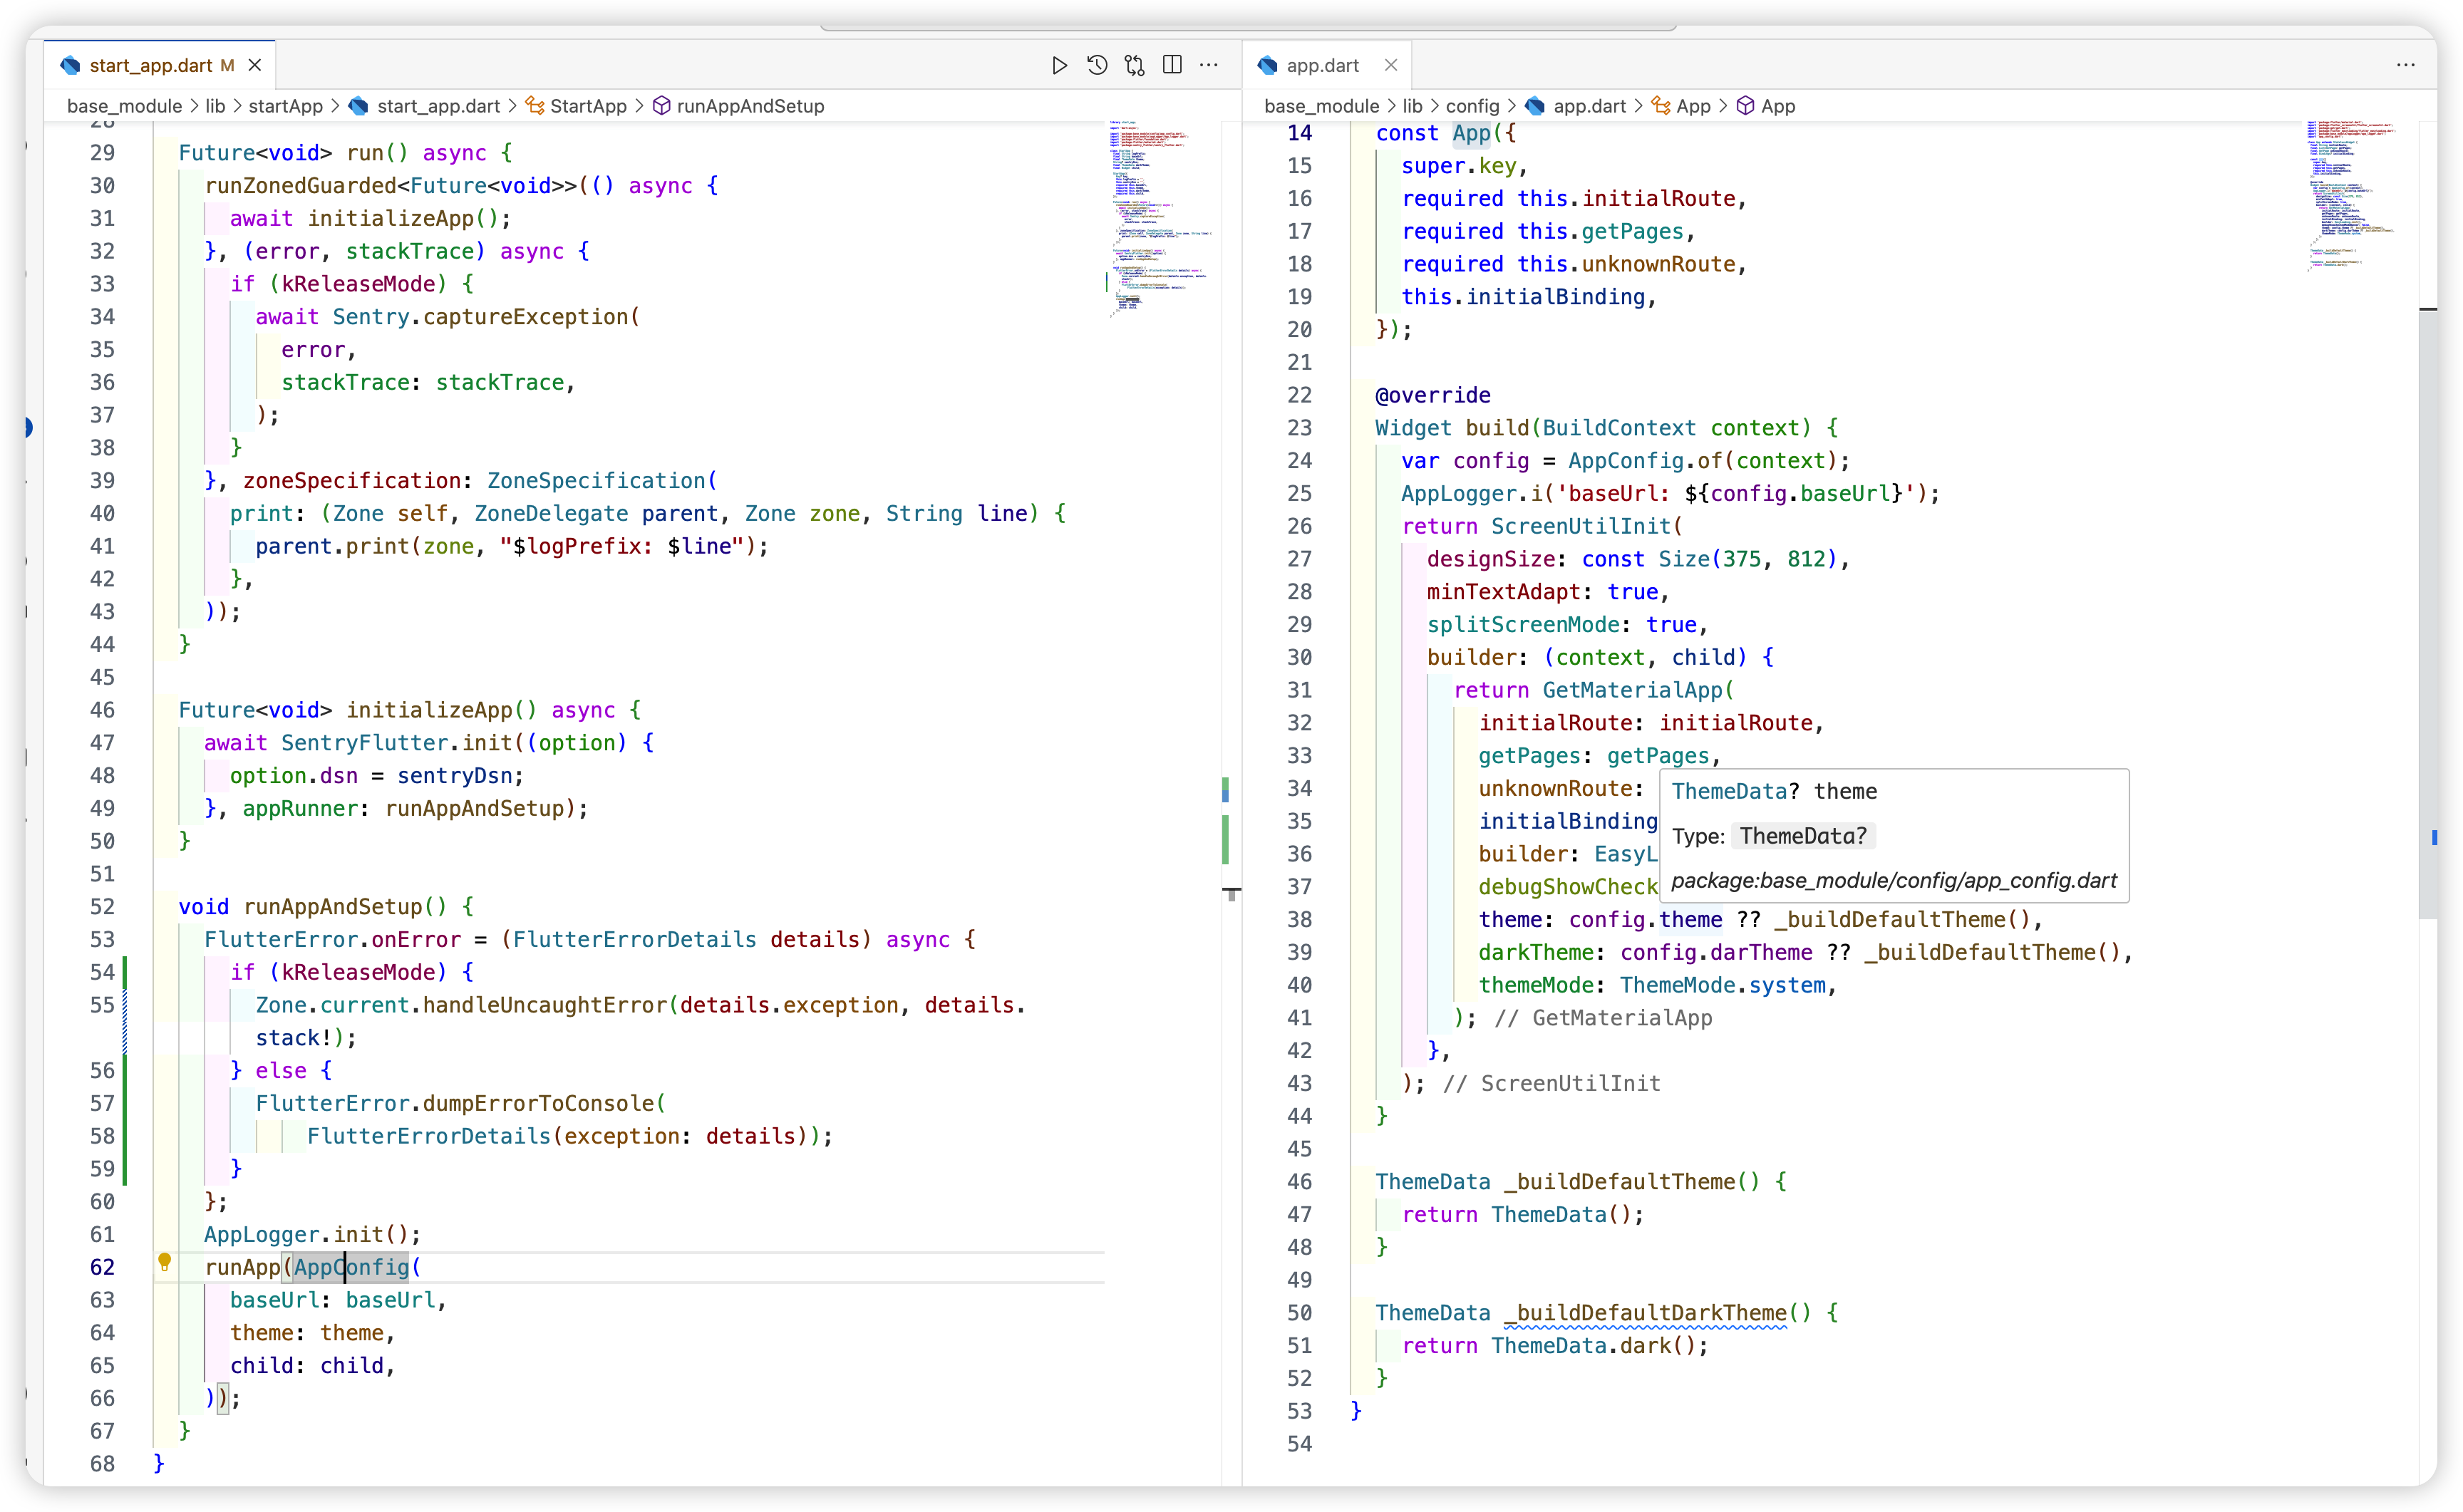 start_app.dart M
base_module > lib > startApp > start_app.dart > StartApp > runAppAndSetup
28
29 Future<void> run() async {
30 runZonedGuarded<Future<void>>(() async {
31 await initializeApp();
32 }, (error, stackTrace) async {
33 if (kReleaseMode) {
34 await Sentry.captureException(
35 error,
36 stackTrace: stackTrace,
37 );
38 }
39 }, zoneSpecification: ZoneSpecification(
40 print: (Zone self, ZoneDelegate parent, Zone zone, String line) {
41 parent.print(zone, "$logPrefix: $line");
42 },
43 ));
44 }
45
46 Future<void> initializeApp() async {
47 await SentryFlutter.init((option) {
48 option.dsn = sentryDsn;
49 }, appRunner: runAppAndSetup);
50 }
51
52 void runAppAndSetup() {
53 FlutterError.onError = (FlutterErrorDetails details) async {
54 if (kReleaseMode) {
55 Zone.current.handleUncaughtError(details.exception, details.
stack!);
56 } else {
57 FlutterError.dumpErrorToConsole(
58 FlutterErrorDetails(exception: details));
59 }
60 };
61 AppLogger.init();
62 runApp(AppConfig(
63 baseUrl: baseUrl,
64 theme: theme,
65 child: child,
66 ));
67 }
68 }
app.dart
base_module > lib > config > app.dart > App > App
14 const App({
15 super.key,
16 required this.initialRoute,
17 required this.getPages,
18 required this.unknownRoute,
19 this.initialBinding,
20 });
21
22 @override
23 Widget build(BuildContext context) {
24 var config = AppConfig.of(context);
25 AppLogger.i('baseUrl: ${config.baseUrl}');
26 return ScreenUtilInit(
27 designSize: const Size(375, 812),
28 minTextAdapt: true,
29 splitScreenMode: true,
30 builder: (context, child) {
31 return GetMaterialApp(
32 initialRoute: initialRoute,
33 getPages: getPages,
34 unknownRoute:
35 initialBinding
36 builder: EasyL
37 debugShowCheck
ThemeData? theme
Type: ThemeData?
package:base_module/config/app_config.dart
38 theme: config.theme ?? _buildDefaultTheme(),
39 darkTheme: config.darTheme ?? _buildDefaultTheme(),
40 themeMode: ThemeMode.system,
41 ); // GetMaterialApp
42 },
43 ); // ScreenUtilInit
44 }
45
46 ThemeData _buildDefaultTheme() {
47 return ThemeData();
48 }
49
50 ThemeData _buildDefaultDarkTheme() {
51 return ThemeData.dark();
52 }
53 }
54